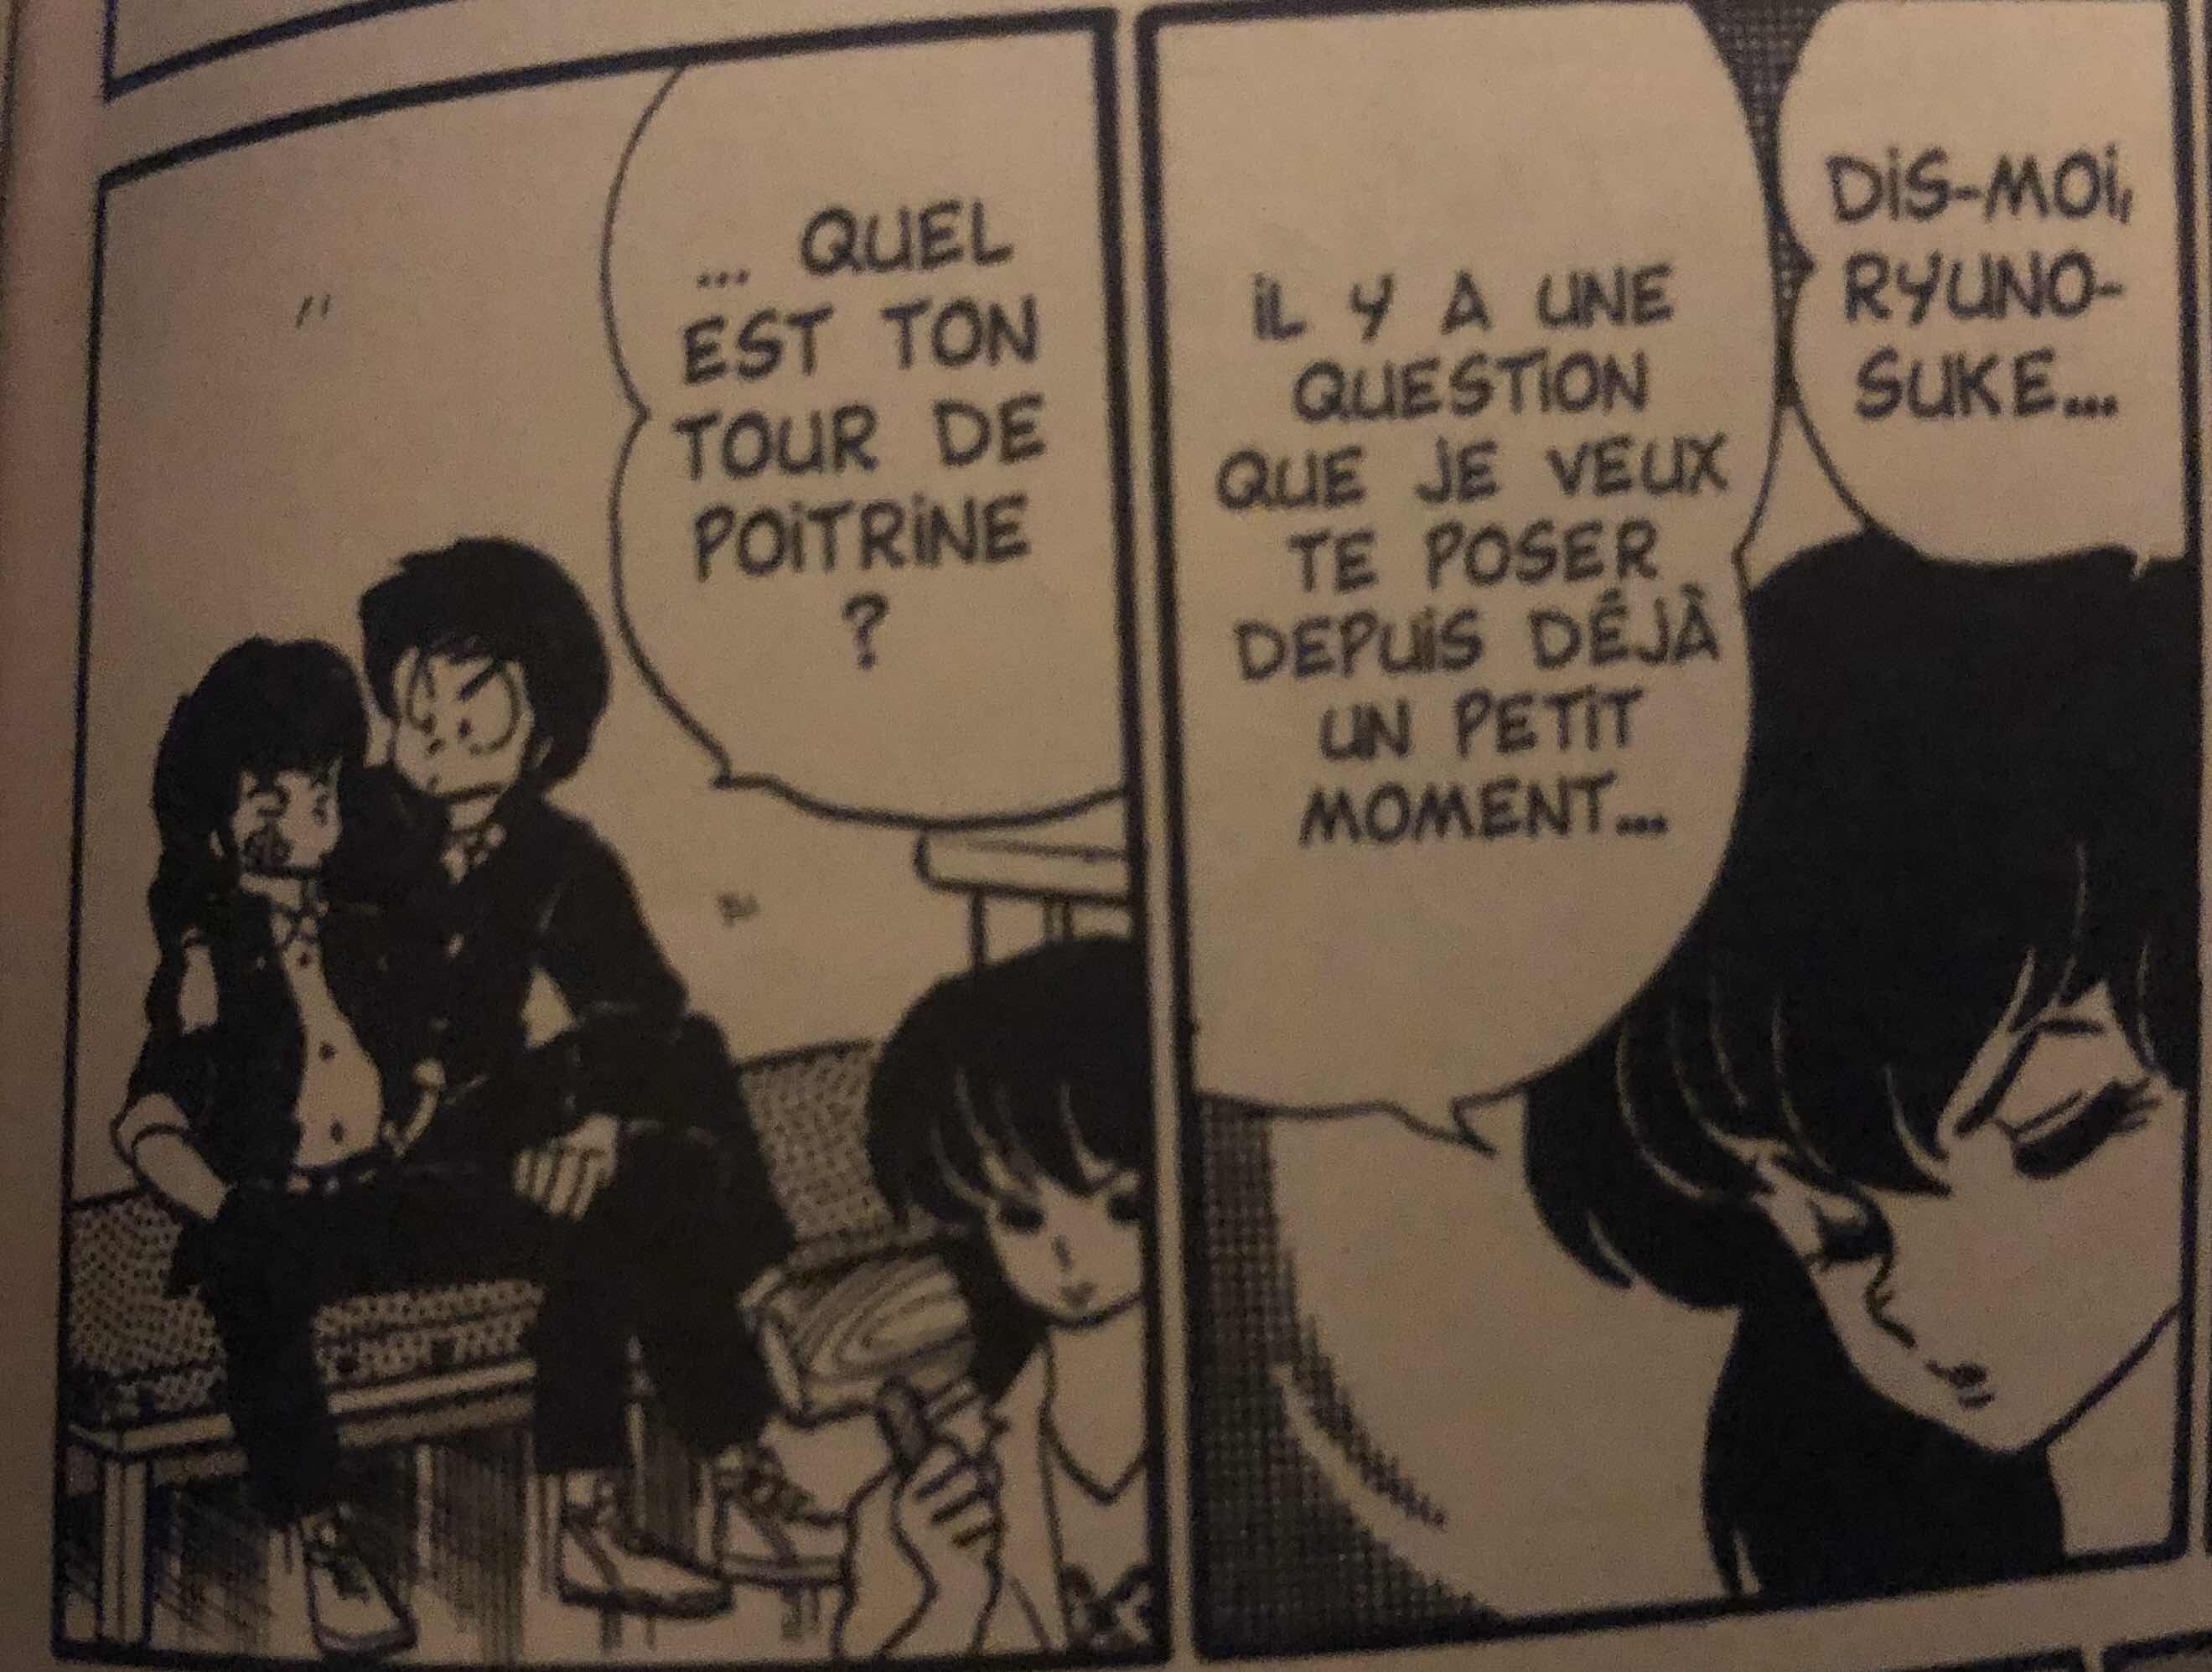 DIS-MOI,
RYUNO-
SUKE...
IL Y A UNE
QUESTION
QUE JE VEUX
TE POSER
DEPUIS DÉJÀ
UN PETIT
MOMENT...
... QUEL
EST TON
TOUR DE
POITRINE
?